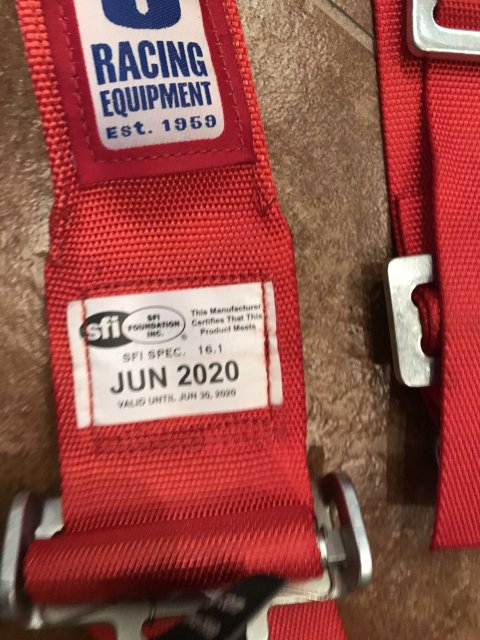 RACING
EQUIPMENT
Est. 1959
sfi
SFI
FOUNDATION
INC.
®
This Manufacturer
Certifies That This
Product Meets
SFI SPEC. 16.1
JUN 2020
VALID UNTIL JUN 30, 2020